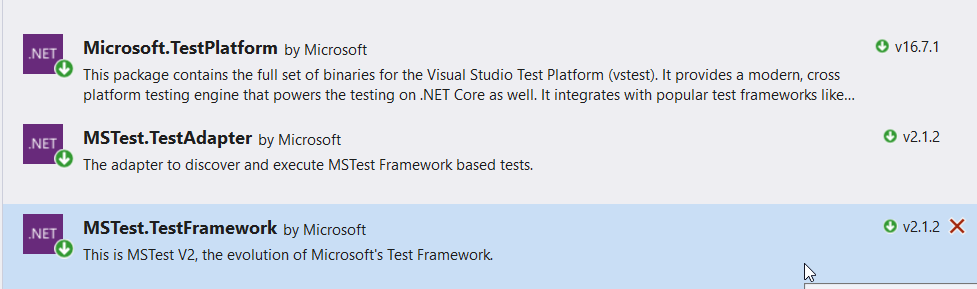 .NET
Microsoft.TestPlatform by Microsoft
v16.7.1
This package contains the full set of binaries for the Visual Studio Test Platform (vstest). It provides a modern, cross
platform testing engine that powers the testing on .NET Core as well. It integrates with popular test frameworks like...
.NET
MSTest.TestAdapter by Microsoft
v2.1.2
The adapter to discover and execute MSTest Framework based tests.
.NET
MSTest.TestFramework by Microsoft
v2.1.2
This is MSTest V2, the evolution of Microsoft's Test Framework.